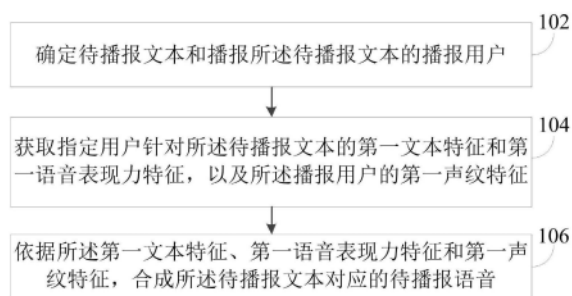 102
确定待播报文本和播报所述待播报文本的播报用户
104
获取指定用户针对所述待播报文本的第一文本特征和第
一语音表现力特征，以及所述播报用户的第一声纹特征
106
依据所述第一文本特征、第一语音表现力特征和第一声
纹特征，合成所述待播报文本对应的待播报语音